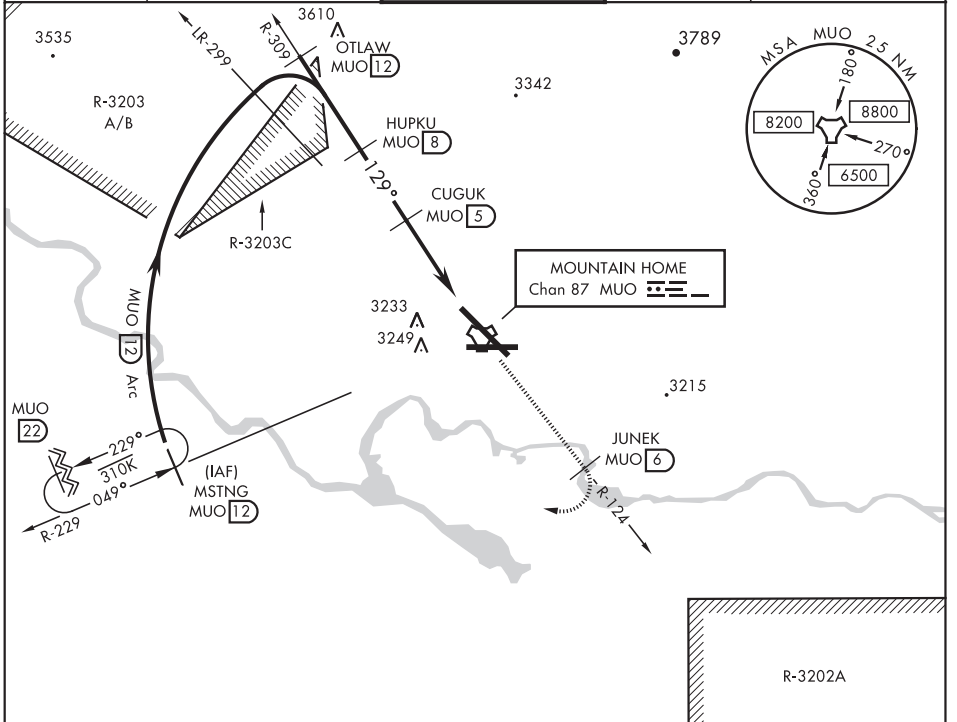 3535
R-3203
A/B
LR-299
R-309
3610
OTLAW
MUO 12
3342
3789
MSA MUO 25 NM
180°
8200
8800
270°
360°
6500
HUPKU
MUO 8
129°
CUGUK
MUO 5
R-3203C
MOUNTAIN HOME
Chan 87 MUO
3233
3249
MUO 12 Arc
3215
MUO
22
229°
310K
049°
R-229
(IAF)
MSTNG
MUO 12
JUNEK
MUO 6
R-124
R-3202A